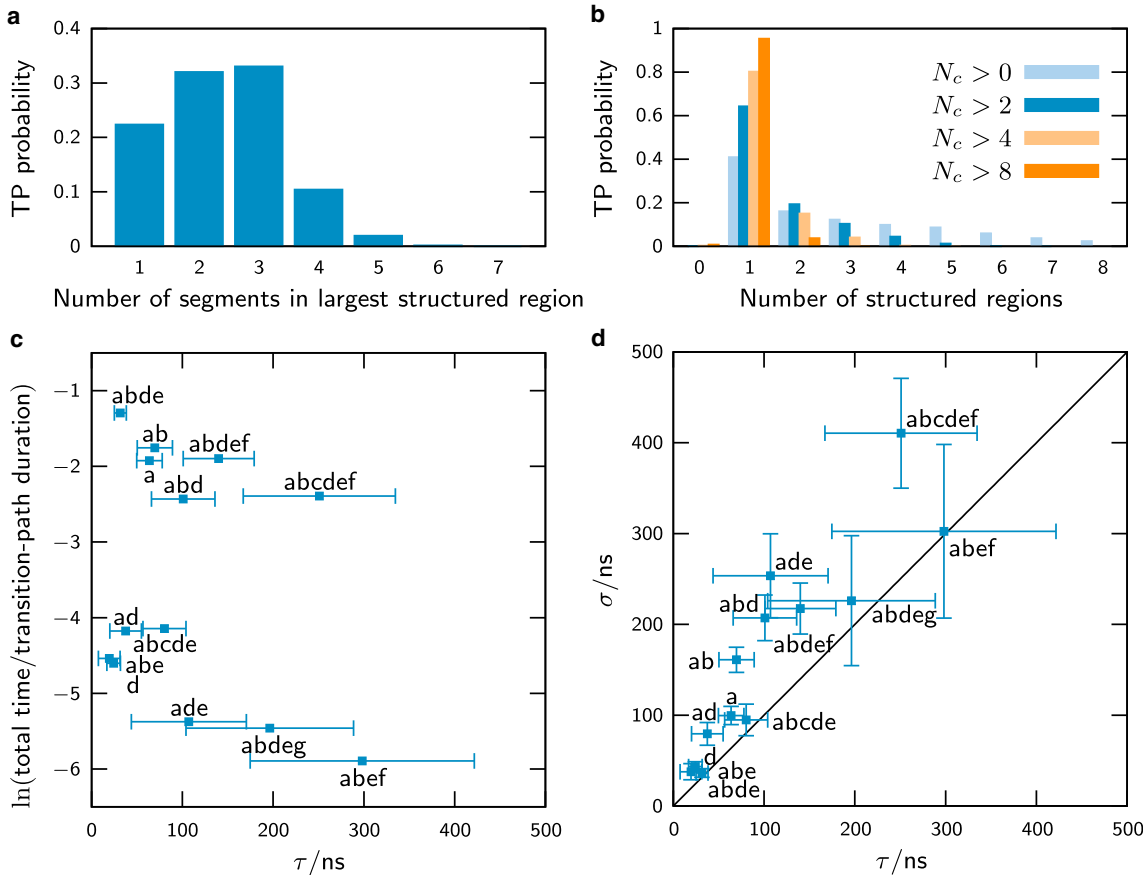 a
0.4
0.3
0.2
0.1
0
TP probability
1 2 3 4 5 6 7
Number of segments in largest structured region
b
1
0.8
0.6
0.4
0.2
0
TP probability
N_c > 0
N_c > 2
N_c > 4
N_c > 8
0 1 2 3 4 5 6 7 8
Number of structured regions
c
−1
−2
−3
−4
−5
−6
ln(total time/transition-path duration)
abde
ab
abdef
a
abd
abcdef
ad
abcde
abe
d
ade
abdeg
abef
0 100 200 300 400 500
τ/ns
d
500
400
300
200
100
0
σ/ns
abcdef
abef
ade
abdeg
abd
abdef
ab
a
ad
abcde
d
abe
abde
0 100 200 300 400 500
τ/ns